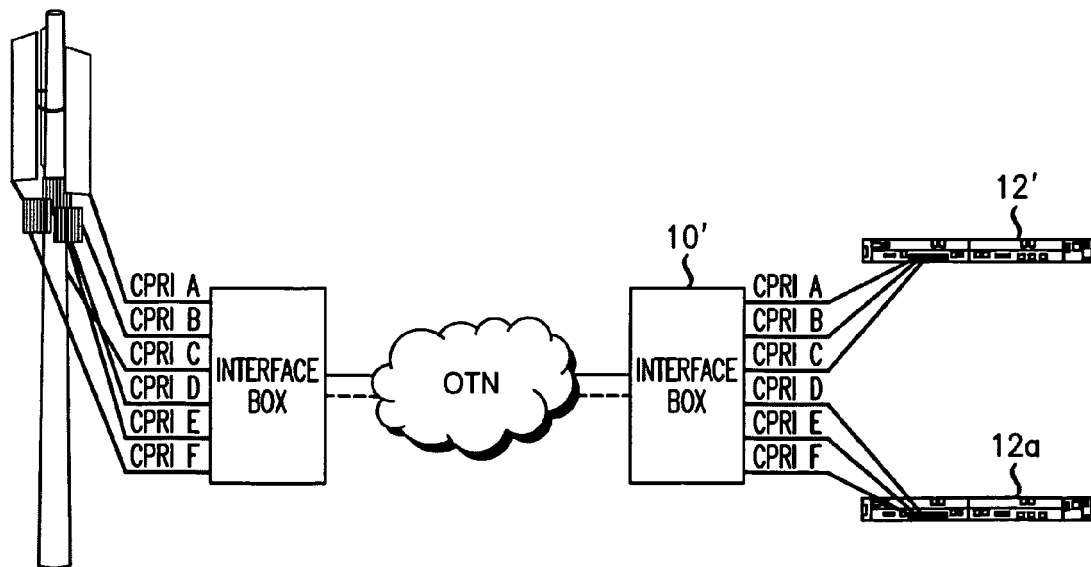 12'
10'
CPRI A
CPRI B
CPRI C
CPRI D
CPRI E
CPRI F
INTERFACE
BOX
OTN
INTERFACE
BOX
CPRI A
CPRI B
CPRI C
CPRI D
CPRI E
CPRI F
12a